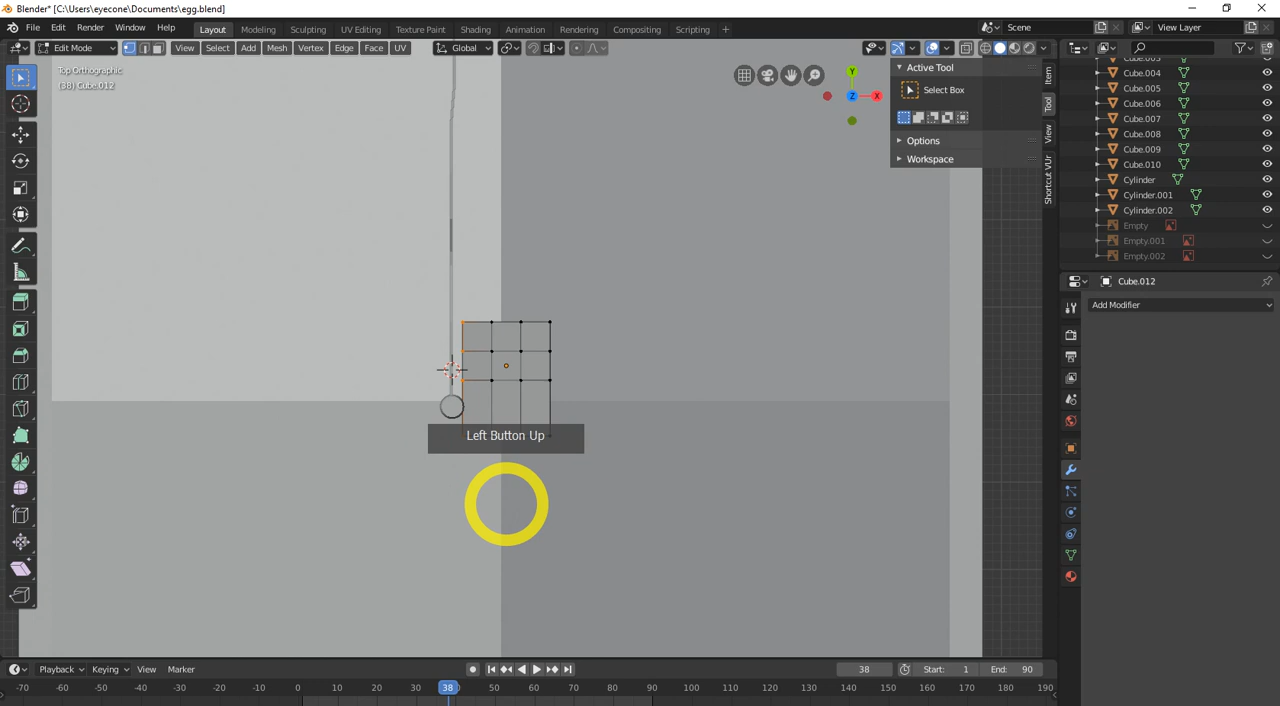 Blender* [C:\Users\eyecone\Documents\egg.blend]
File Edit Render Window Help Layout Modeling Sculpting UV Editing Texture Paint Shading Animation Rendering Compositing Scripting + Scene View Layer
Edit Mode View Select Add Mesh Vertex Edge Face UV Global
Top Orthographic
(38) Cube.012
Y
X
Z
Active Tool
Select Box
Options
Workspace
Item
Tool
View
Shortcut VUr
Cube.003
Cube.004
Cube.005
Cube.006
Cube.007
Cube.008
Cube.009
Cube.010
Cylinder
Cylinder.001
Cylinder.002
Empty
Empty.001
Empty.002
Cube.012
Add Modifier
Left Button Up
Playback Keying View Marker 38 Start: 1 End: 90
-70 -60 -50 -40 -30 -20 -10 0 10 20 30 38 50 60 70 80 90 100 110 120 130 140 150 160 170 180 190